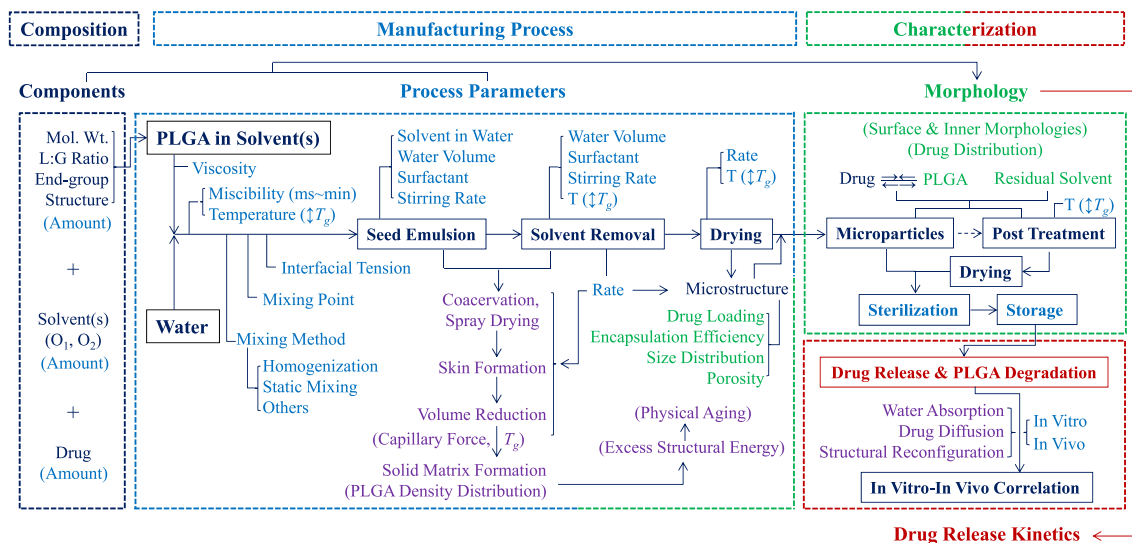 Composition
Manufacturing Process
Characterization
Components
Process Parameters
Morphology
Mol. Wt.
L:G Ratio
End-group
Structure
(Amount)
+
Solvent(s)
(O₁, O₂)
(Amount)
+
Drug
(Amount)
PLGA in Solvent(s)
Viscosity
Miscibility (ms~min)
Temperature (↕Tg)
Interfacial Tension
Mixing Point
Water
Mixing Method
Homogenization
Static Mixing
Others
Solvent in Water
Water Volume
Surfactant
Stirring Rate
Seed Emulsion
Water Volume
Surfactant
Stirring Rate
T (↕Tg)
Solvent Removal
Rate
T (↕Tg)
Drying
Coacervation,
Spray Drying
Rate
Microstructure
Drug Loading
Encapsulation Efficiency
Size Distribution
Porosity
Skin Formation
Volume Reduction
(Capillary Force, Tg)
Solid Matrix Formation
(PLGA Density Distribution)
(Physical Aging)
(Excess Structural Energy)
(Surface & Inner Morphologies)
(Drug Distribution)
Drug ⇌ PLGA
Residual Solvent
T (↕Tg)
Microparticles
Post Treatment
Drying
Sterilization
Storage
Drug Release & PLGA Degradation
Water Absorption
Drug Diffusion
Structural Reconfiguration
In Vitro
In Vivo
In Vitro-In Vivo Correlation
Drug Release Kinetics